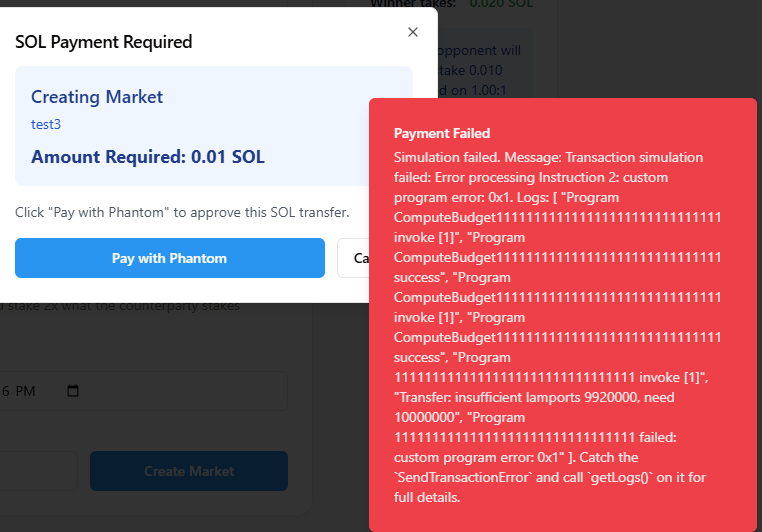 Winner takes: 0.020 SOL
SOL Payment Required
×
opponent will
take 0.010
d on 1.00:1
Creating Market
test3
Amount Required: 0.01 SOL
Click "Pay with Phantom" to approve this SOL transfer.
Pay with Phantom
Ca
Payment Failed
Simulation failed. Message: Transaction simulation
failed: Error processing Instruction 2: custom
program error: 0x1. Logs: [ "Program
ComputeBudget111111111111111111111111111111
invoke [1]", "Program
ComputeBudget111111111111111111111111111111
success", "Program
ComputeBudget111111111111111111111111111111
invoke [1]", "Program
ComputeBudget111111111111111111111111111111
success", "Program
11111111111111111111111111111111 invoke [1]",
"Transfer: insufficient lamports 9920000, need
10000000", "Program
11111111111111111111111111111111 failed:
custom program error: 0x1" ]. Catch the
`SendTransactionError` and call `getLogs()` on it for
full details.
u stake 2x what the counterparty stakes
6 PM
Create Market